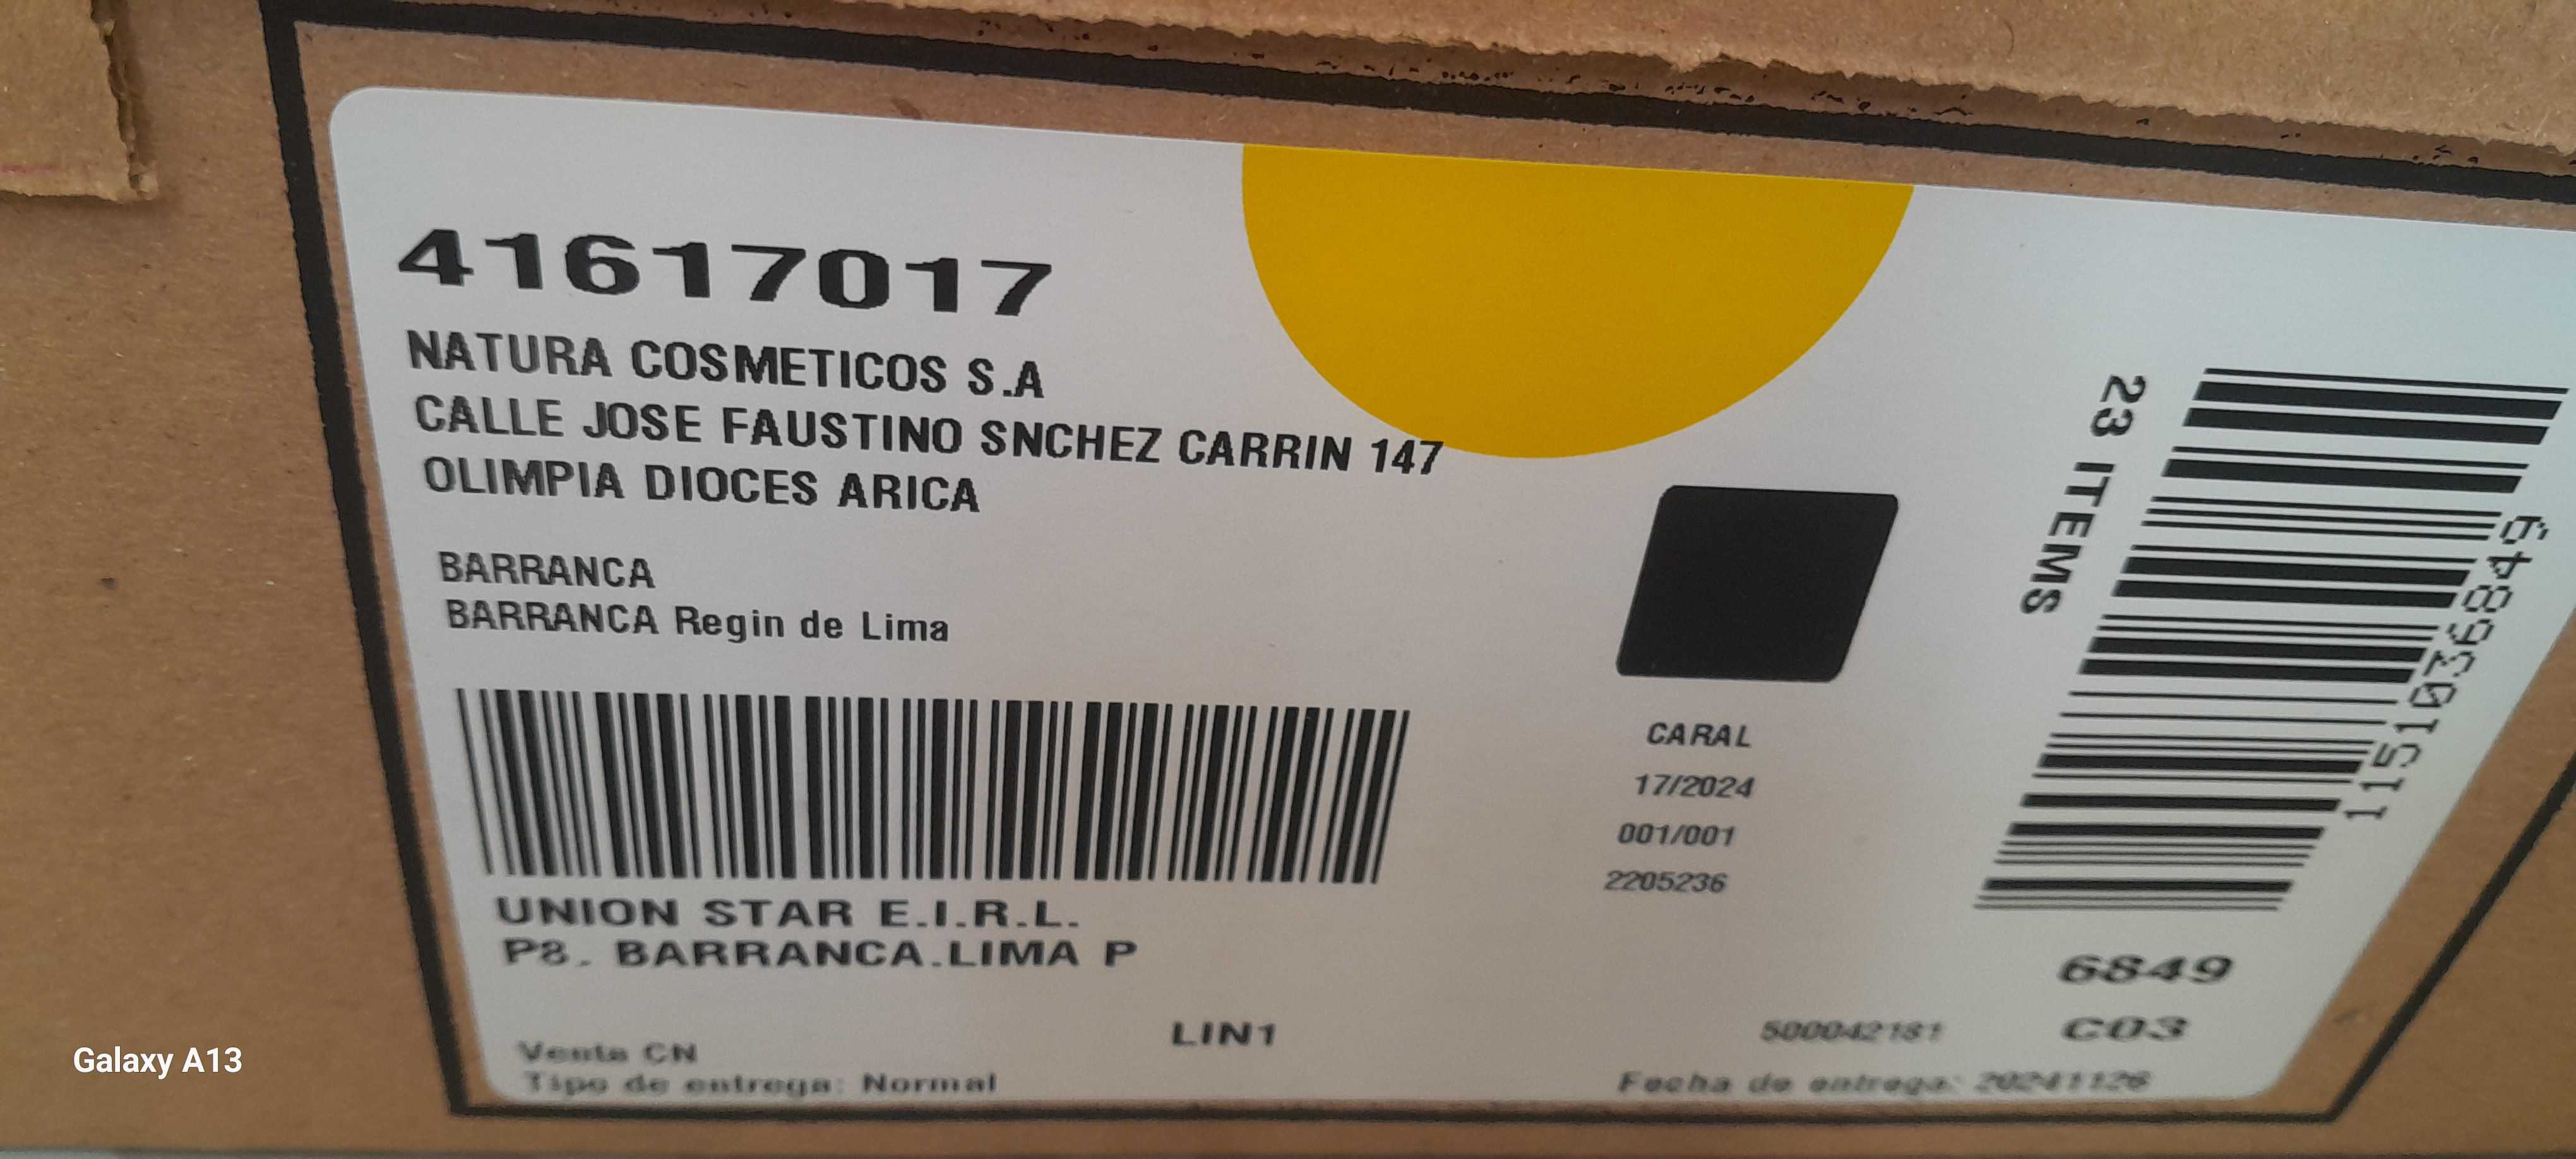 41617017
NATURA COSMETICOS S.A
CALLE JOSE FAUSTINO SNCHEZ CARRIN 147
OLIMPIA DIOCES ARICA
BARRANCA
BARRANCA Regin de Lima
UNION STAR E.I.R.L.
P8. BARRANCA.LIMA P
LIN1
Venta CN
Tipo de entrega: Normal
CARAL
17/2024
001/001
2205236
23 ITEMS
115103689849
6849
500042181
C03
Fecha de entrega: 20241126
Galaxy A13